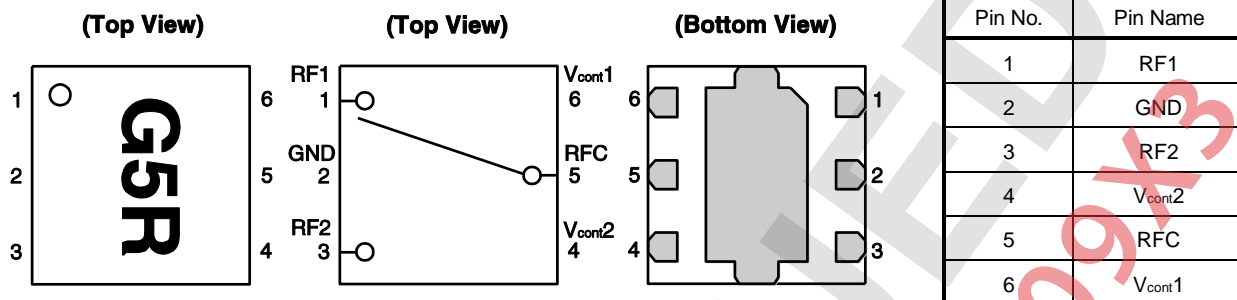 (Top View)
1
2
3
G5R
6
5
4
(Top View)
RF1
1
GND
2
RF2
3
Vcont1
6
RFC
5
Vcont2
4
(Bottom View)
6
5
4
1
2
3
Pin No. Pin Name
1 RF1
2 GND
3 RF2
4 Vcont2
5 RFC
6 Vcont1